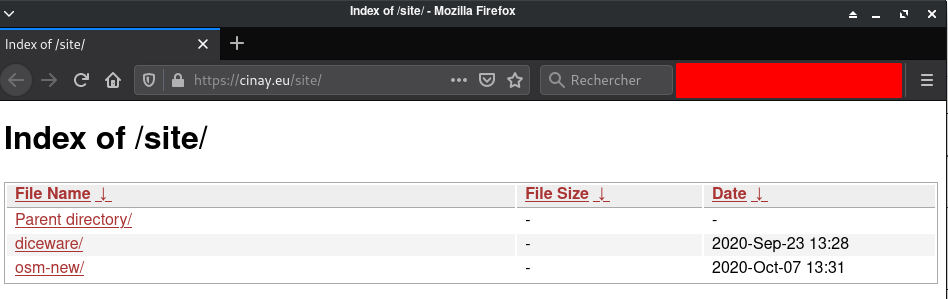 Index of /site/ - Mozilla Firefox
Index of /site/
https://cinay.eu/site/ Rechercher
Index of /site/
File Name ↓ File Size ↓ Date ↓
Parent directory/ - -
diceware/ - 2020-Sep-23 13:28
osm-new/ - 2020-Oct-07 13:31